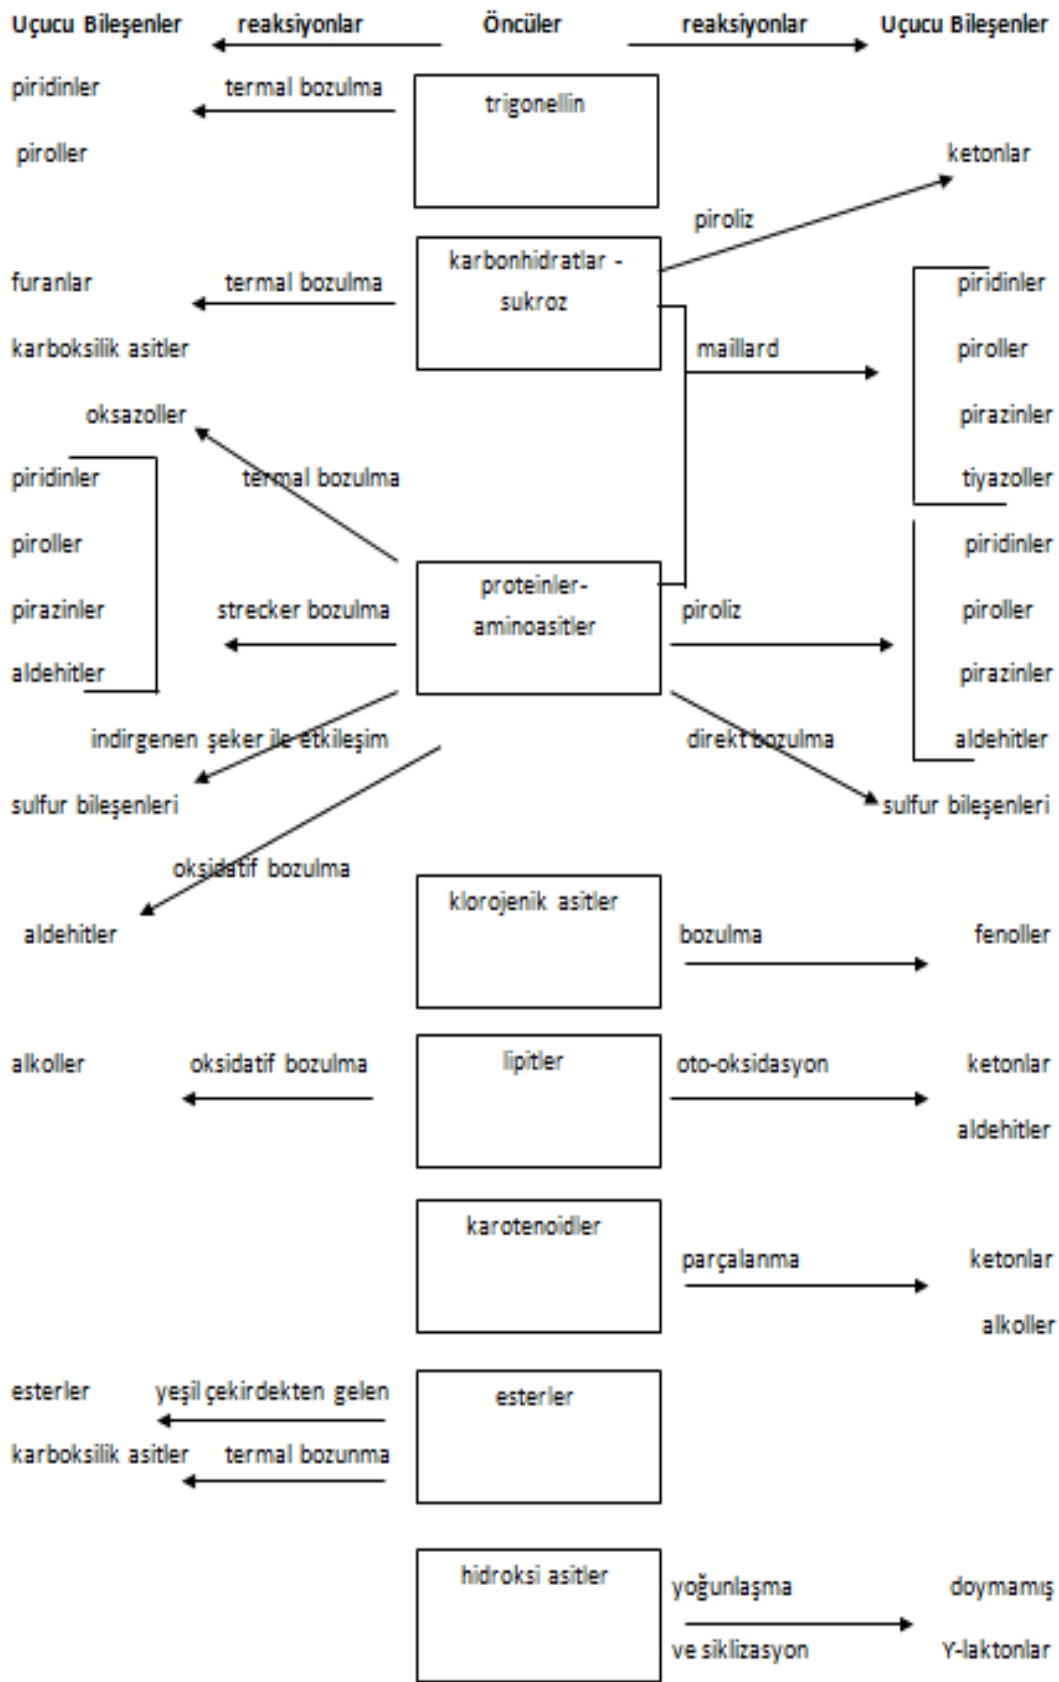 Uçucu Bileşenler reaksiyonlar Öncüler reaksiyonlar Uçucu Bileşenler
piridinler termal bozulma trigonellin
piroller ketonlar
piroliz
karbonhidratlar -
furanlar termal bozulma sukroz piridinler
karboksilik asitler maillard piroller
oksazoller pirazinler
piridinler termal bozulma tiyazoller
piroller piridinler
proteinler-
pirazinler strecker bozulma aminoasitler piroliz piroller
aldehitler pirazinler
indirgenen şeker ile etkileşim direkt bozulma aldehitler
sulfur bileşenleri sulfur bileşenleri
oksidatif bozulma
klorojenik asitler
aldehitler bozulma fenoller
alkoller oksidatif bozulma lipitler oto-oksidasyon ketonlar
aldehitler
karotenoidler
parçalanma ketonlar
alkoller
esterler yeşil çekirdekten gelen esterler
karboksilik asitler termal bozunma
hidroksi asitler
yoğunlaşma doymamış
ve siklizasyon Y-laktonlar